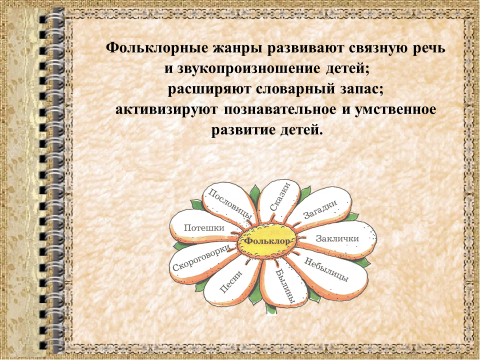 Фольклорные жанры развивают связную речь
и звукопроизношение детей;
расширяют словарный запас;
активизируют познавательное и умственное
развитие детей.
Пословицы
Сказки
Загадки
Потешки
Фольклор
Заклички
Скороговорки
Небылицы
Песни
Былины